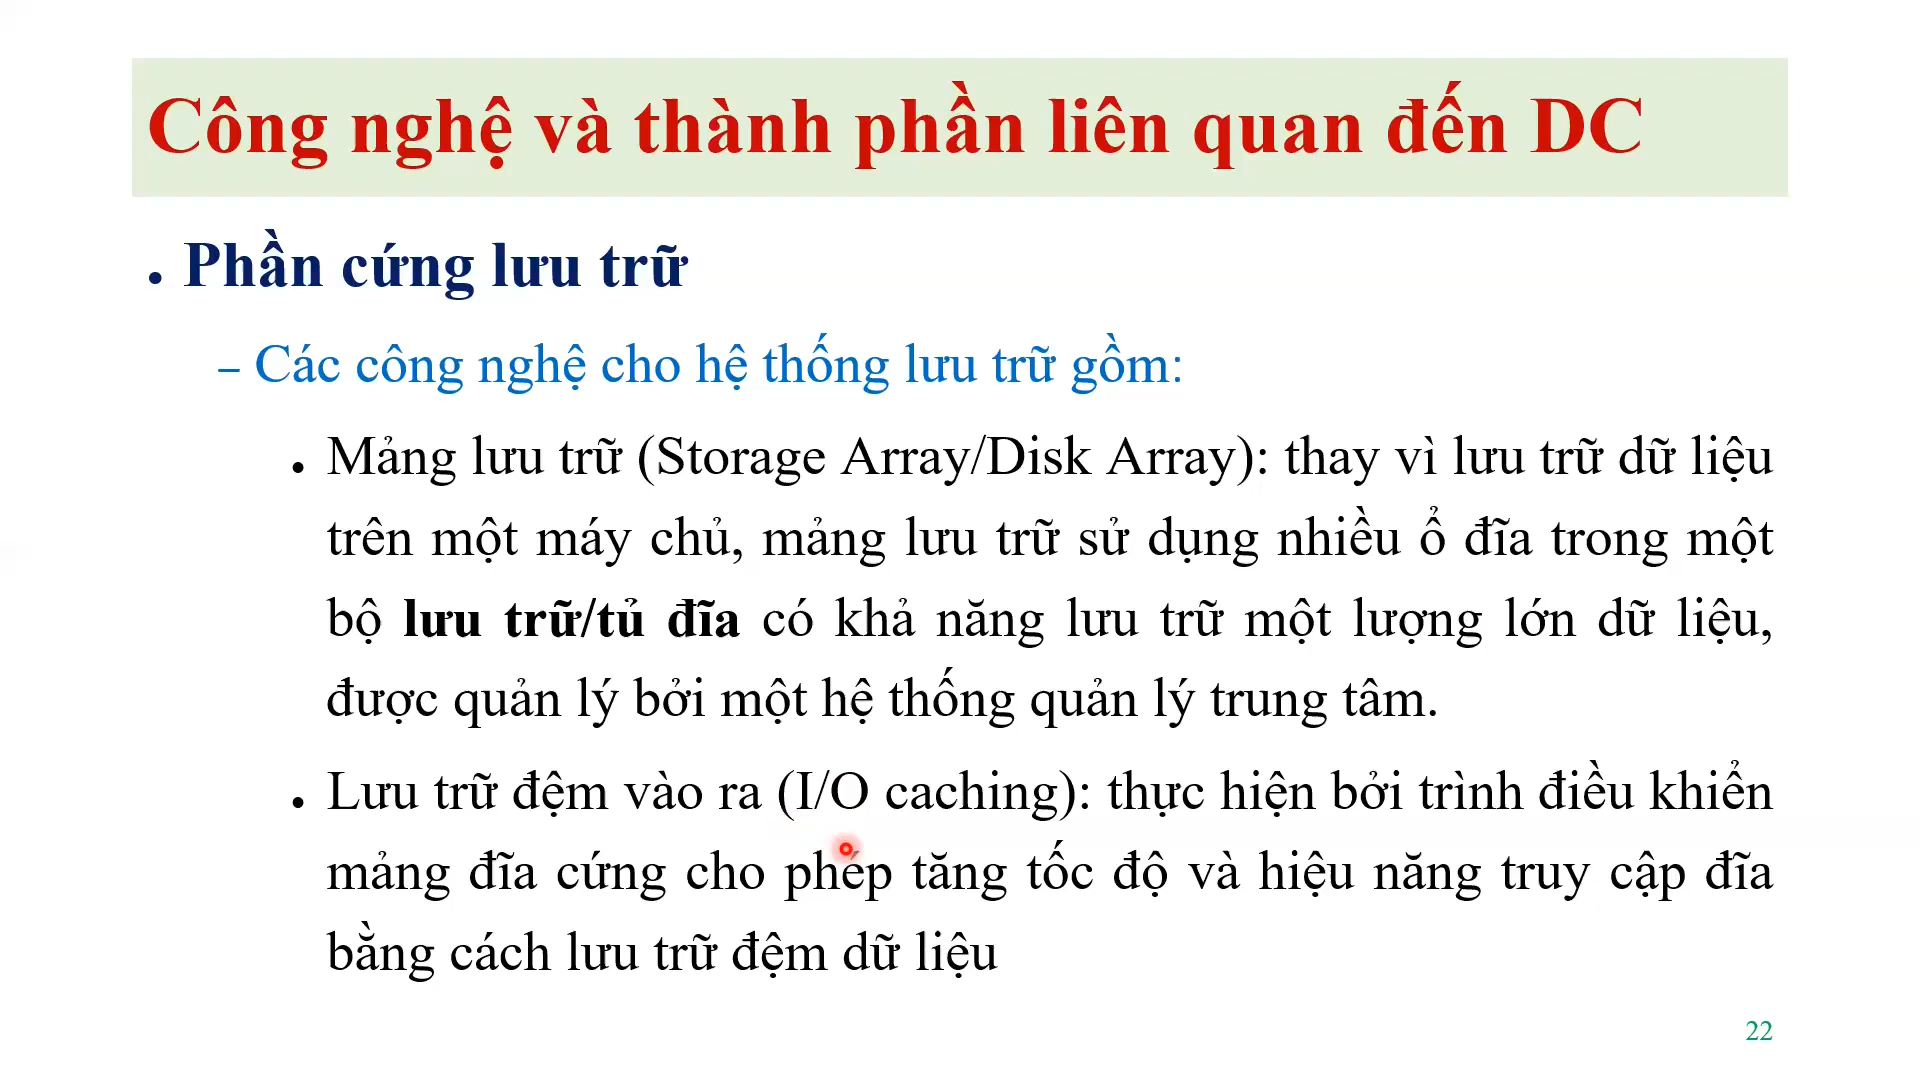 Công nghệ và thành phần liên quan đến DC
• Phần cứng lưu trữ
– Các công nghệ cho hệ thống lưu trữ gồm:
• Mảng lưu trữ (Storage Array/Disk Array): thay vì lưu trữ dữ liệu
trên một máy chủ, mảng lưu trữ sử dụng nhiều ổ đĩa trong một
bộ lưu trữ/tủ đĩa có khả năng lưu trữ một lượng lớn dữ liệu,
được quản lý bởi một hệ thống quản lý trung tâm.
• Lưu trữ đệm vào ra (I/O caching): thực hiện bởi trình điều khiển
mảng đĩa cứng cho phép tăng tốc độ và hiệu năng truy cập đĩa
bằng cách lưu trữ đệm dữ liệu
22